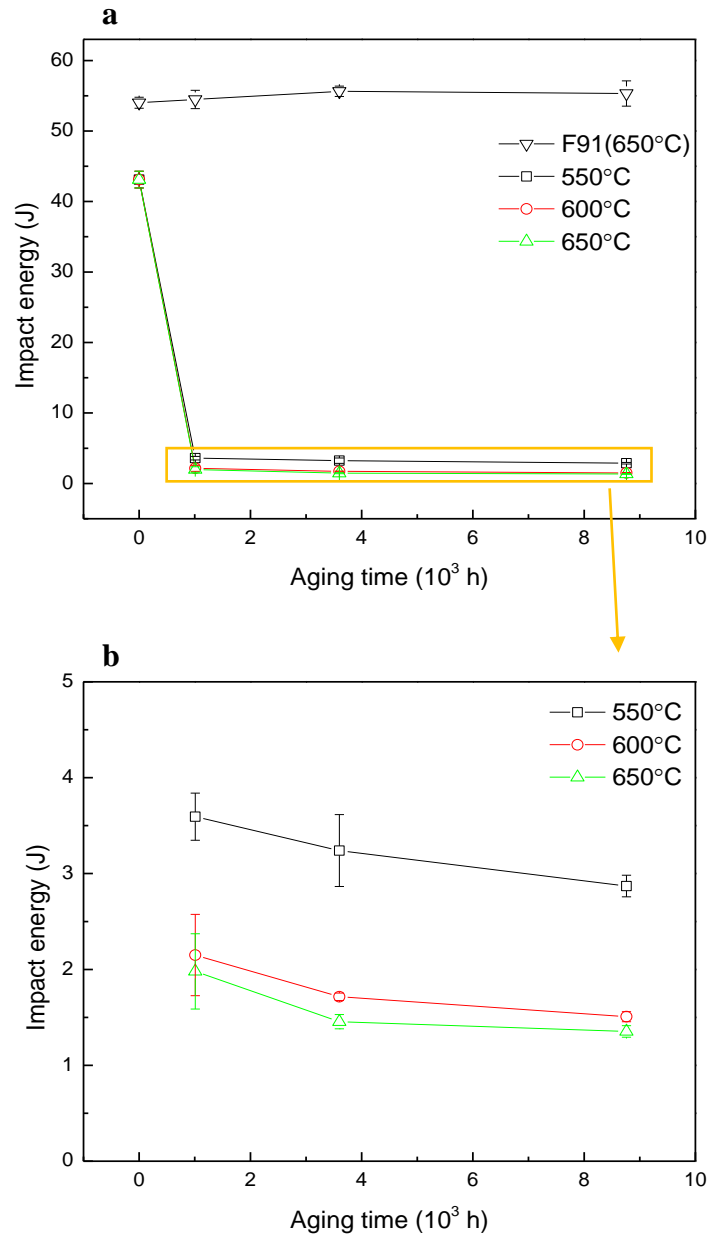 a
60
50
40
30
20
10
0
Impact energy (J)
F91(650°C)
550°C
600°C
650°C
0 2 4 6 8 10
Aging time (10³ h)
b
5
4
3
2
1
0
Impact energy (J)
550°C
600°C
650°C
0 2 4 6 8 10
Aging time (10³ h)